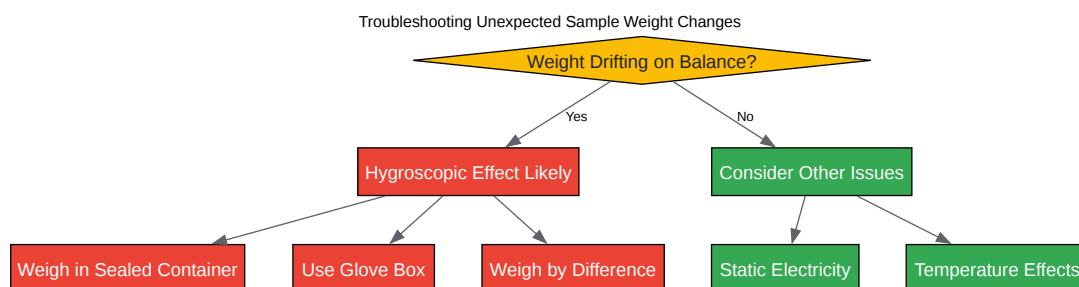 Troubleshooting Unexpected Sample Weight Changes
Weight Drifting on Balance?
Yes
No
Hygroscopic Effect Likely
Consider Other Issues
Weigh in Sealed Container
Use Glove Box
Weigh by Difference
Static Electricity
Temperature Effects